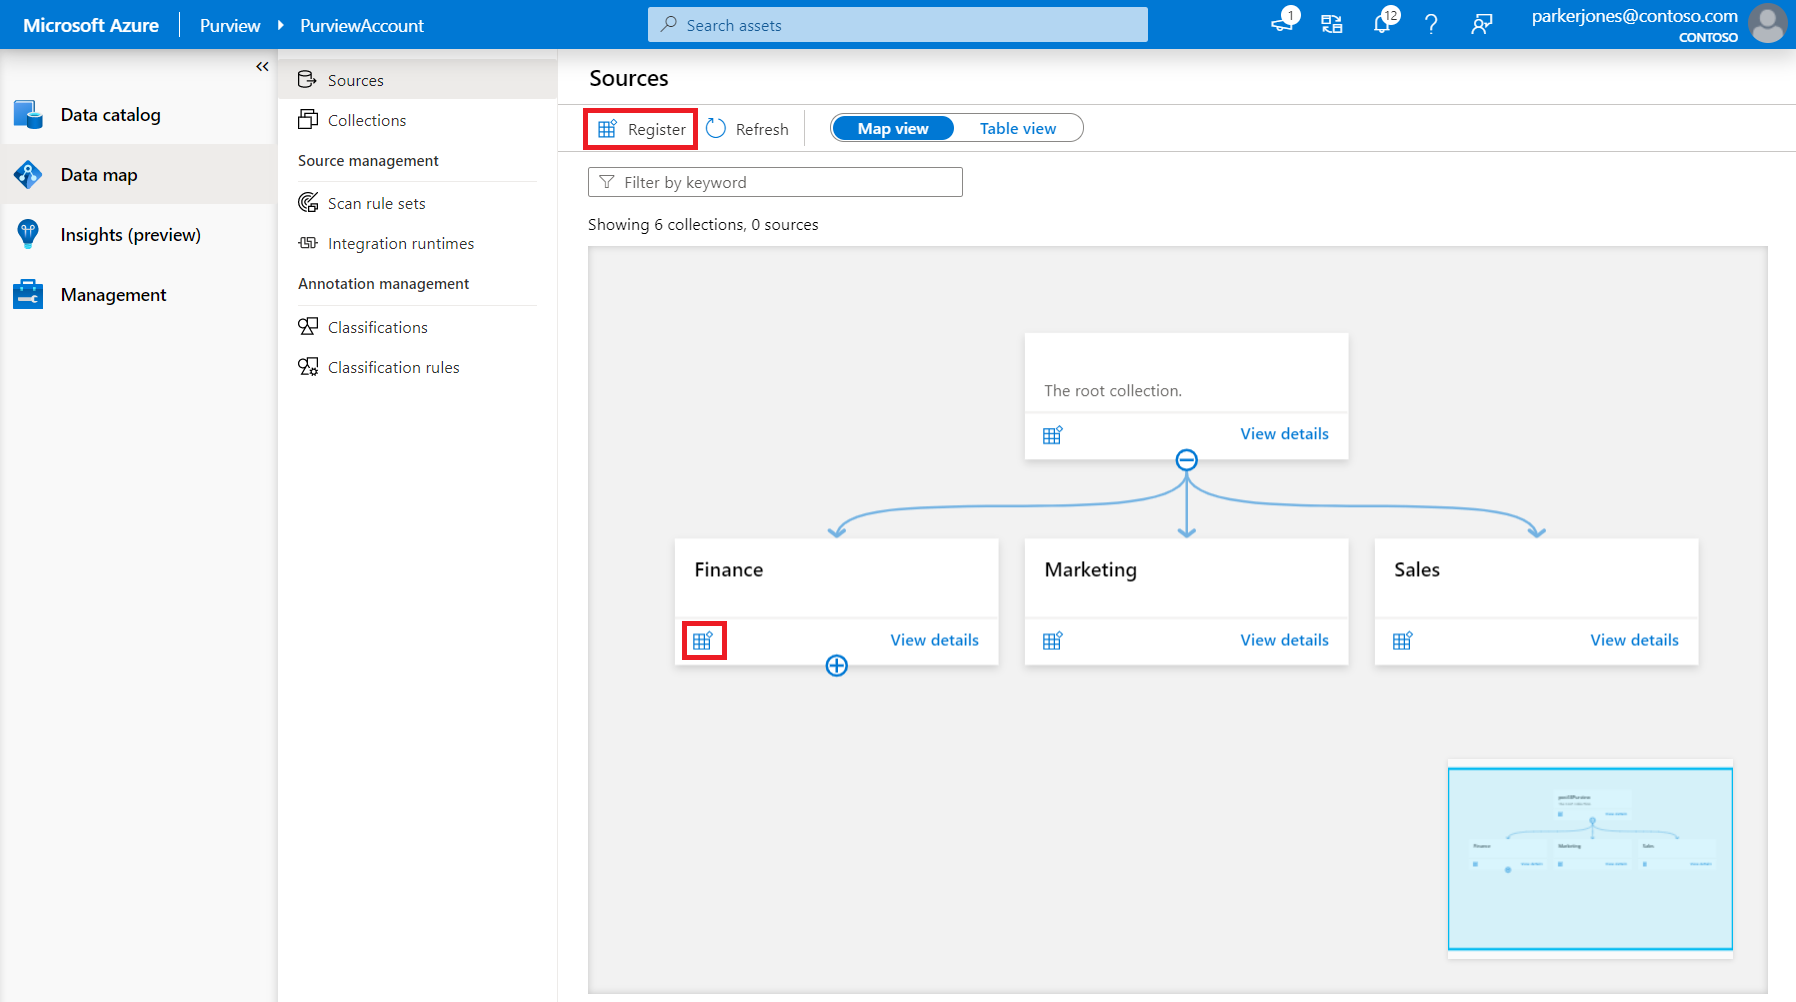 Microsoft Azure Purview PurviewAccount
Search assets
1
12
parkerjones@contoso.com
CONTOSO
Data catalog
Data map
Insights (preview)
Management
Sources
Collections
Source management
Scan rule sets
Integration runtimes
Annotation management
Classifications
Classification rules
Sources
Register Refresh Map view Table view
Filter by keyword
Showing 6 collections, 0 sources
The root collection.
View details
Finance
View details
Marketing
View details
Sales
View details
Finance Marketing Sales